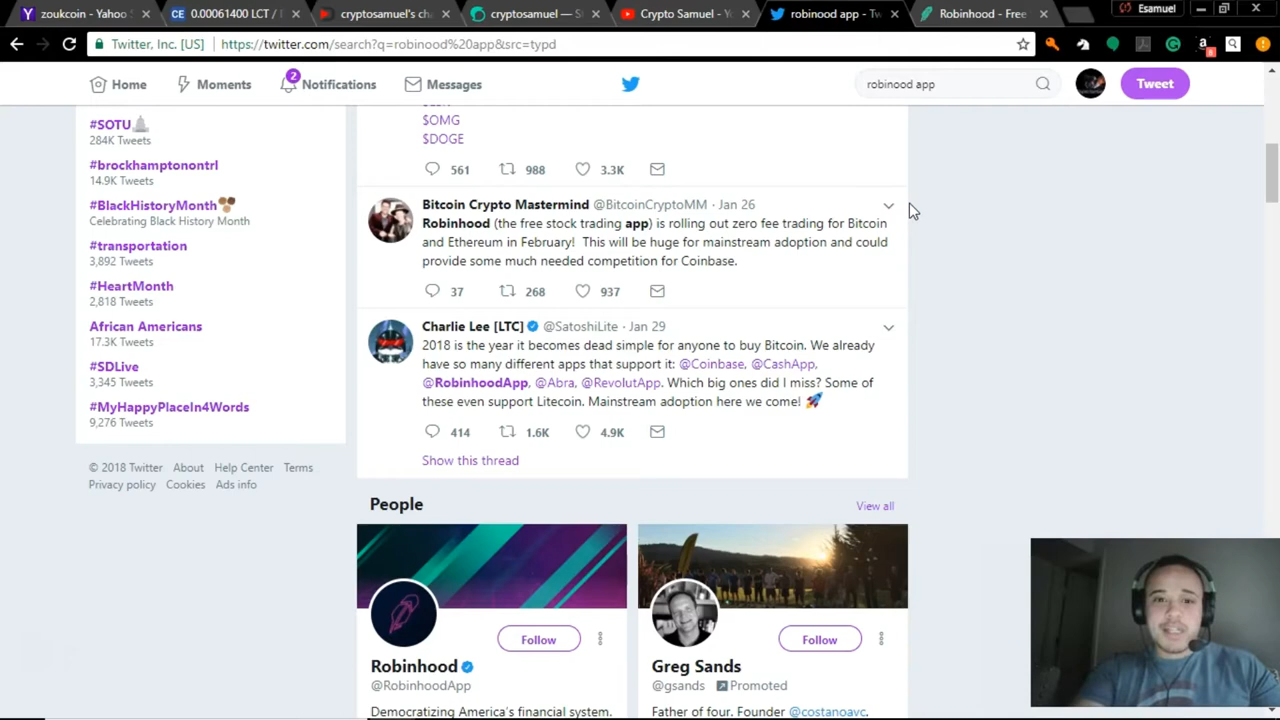 zoukcoin - Yahoo S
0.00061400 LCT / 
cryptosamuel's cha
cryptosamuel — St
Crypto Samuel - Yo
robinood app - Tw
Robinhood - Free
Esamuel
Twitter, Inc. [US]
https://twitter.com/search?q=robinood%20app&src=typd
Home
Moments
2
Notifications
Messages
robinood app
Tweet
#SOTU
284K Tweets
#brockhamptonontrl
14.9K Tweets
#BlackHistoryMonth
Celebrating Black History Month
#transportation
3,892 Tweets
#HeartMonth
2,818 Tweets
African Americans
17.3K Tweets
#SDLive
3,345 Tweets
#MyHappyPlaceIn4Words
9,276 Tweets
© 2018 Twitter About Help Center Terms
Privacy policy Cookies Ads info
$OMG
$DOGE
561 988 3.3K
Bitcoin Crypto Mastermind @BitcoinCryptoMM · Jan 26
Robinhood (the free stock trading app) is rolling out zero fee trading for Bitcoin
and Ethereum in February! This will be huge for mainstream adoption and could
provide some much needed competition for Coinbase.
37 268 937
Charlie Lee [LTC] @SatoshiLite · Jan 29
2018 is the year it becomes dead simple for anyone to buy Bitcoin. We already
have so many different apps that support it: @Coinbase, @CashApp,
@RobinhoodApp, @Abra, @RevolutApp. Which big ones did I miss? Some of
these even support Litecoin. Mainstream adoption here we come!
414 1.6K 4.9K
Show this thread
People
View all
Follow
Robinhood
@RobinhoodApp
Democratizing America's financial system.
Follow
Greg Sands
@gsands Promoted
Father of four. Founder @costanoavc.